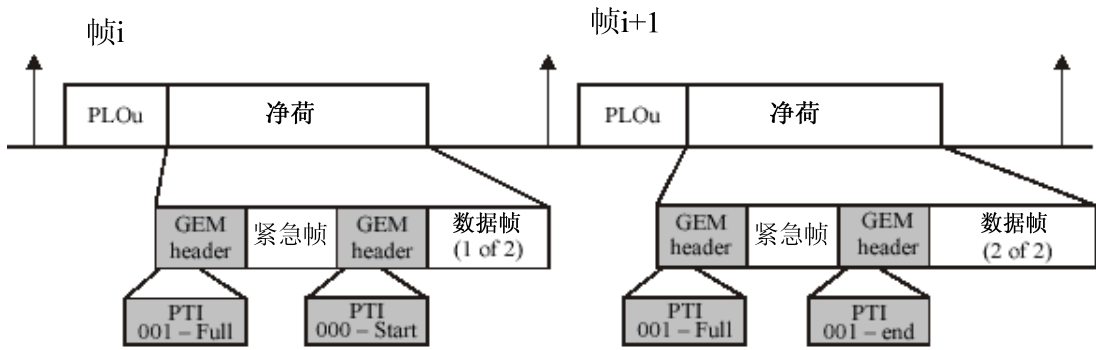 帧i
帧i+1
PLOu
净荷
PLOu
净荷
GEM
header
紧急帧
GEM
header
数据帧
(1 of 2)
GEM
header
紧急帧
GEM
header
数据帧
(2 of 2)
PTI
001 – Full
PTI
000 – Start
PTI
001 – Full
PTI
001 – end